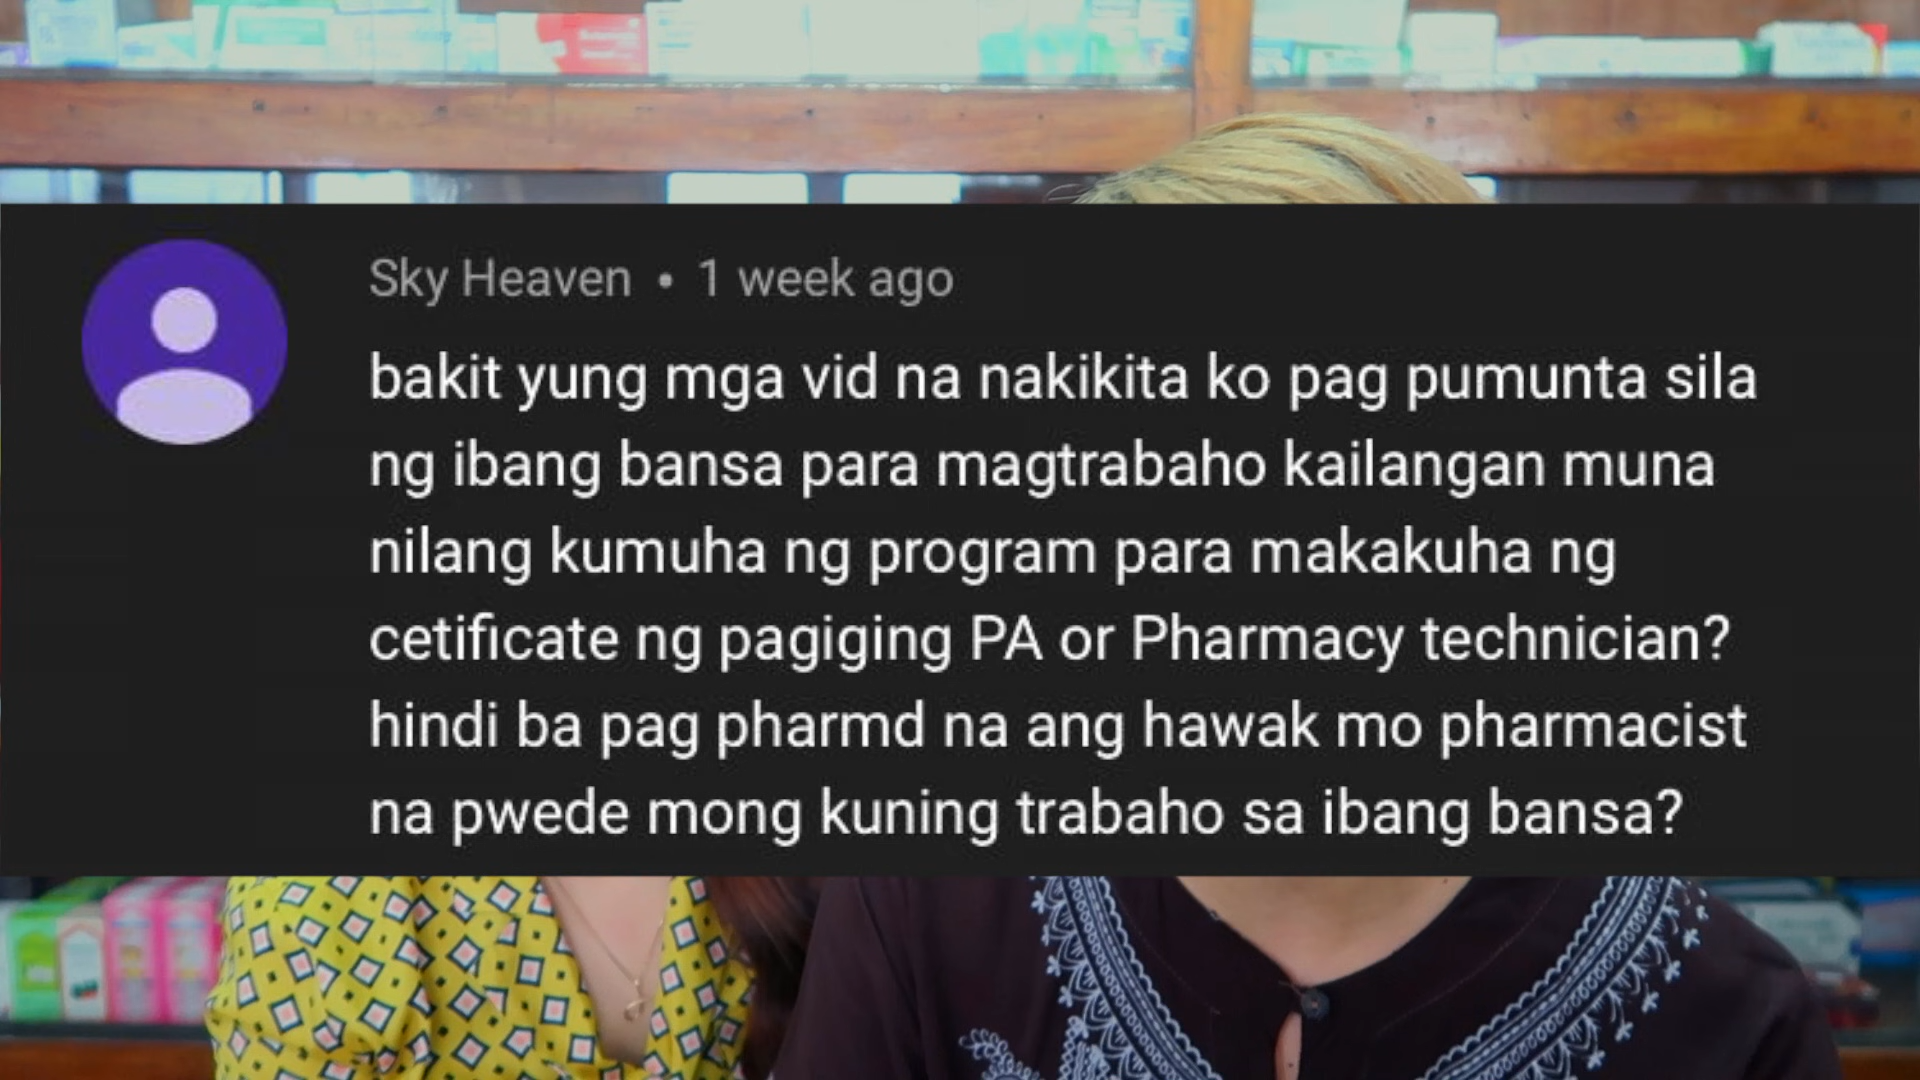 Sky Heaven • 1 week ago
bakit yung mga vid na nakikita ko pag pumunta sila
ng ibang bansa para magtrabaho kailangan muna
nilang kumuha ng program para makakuha ng
cetificate ng pagiging PA or Pharmacy technician?
hindi ba pag pharmd na ang hawak mo pharmacist
na pwede mong kuning trabaho sa ibang bansa?